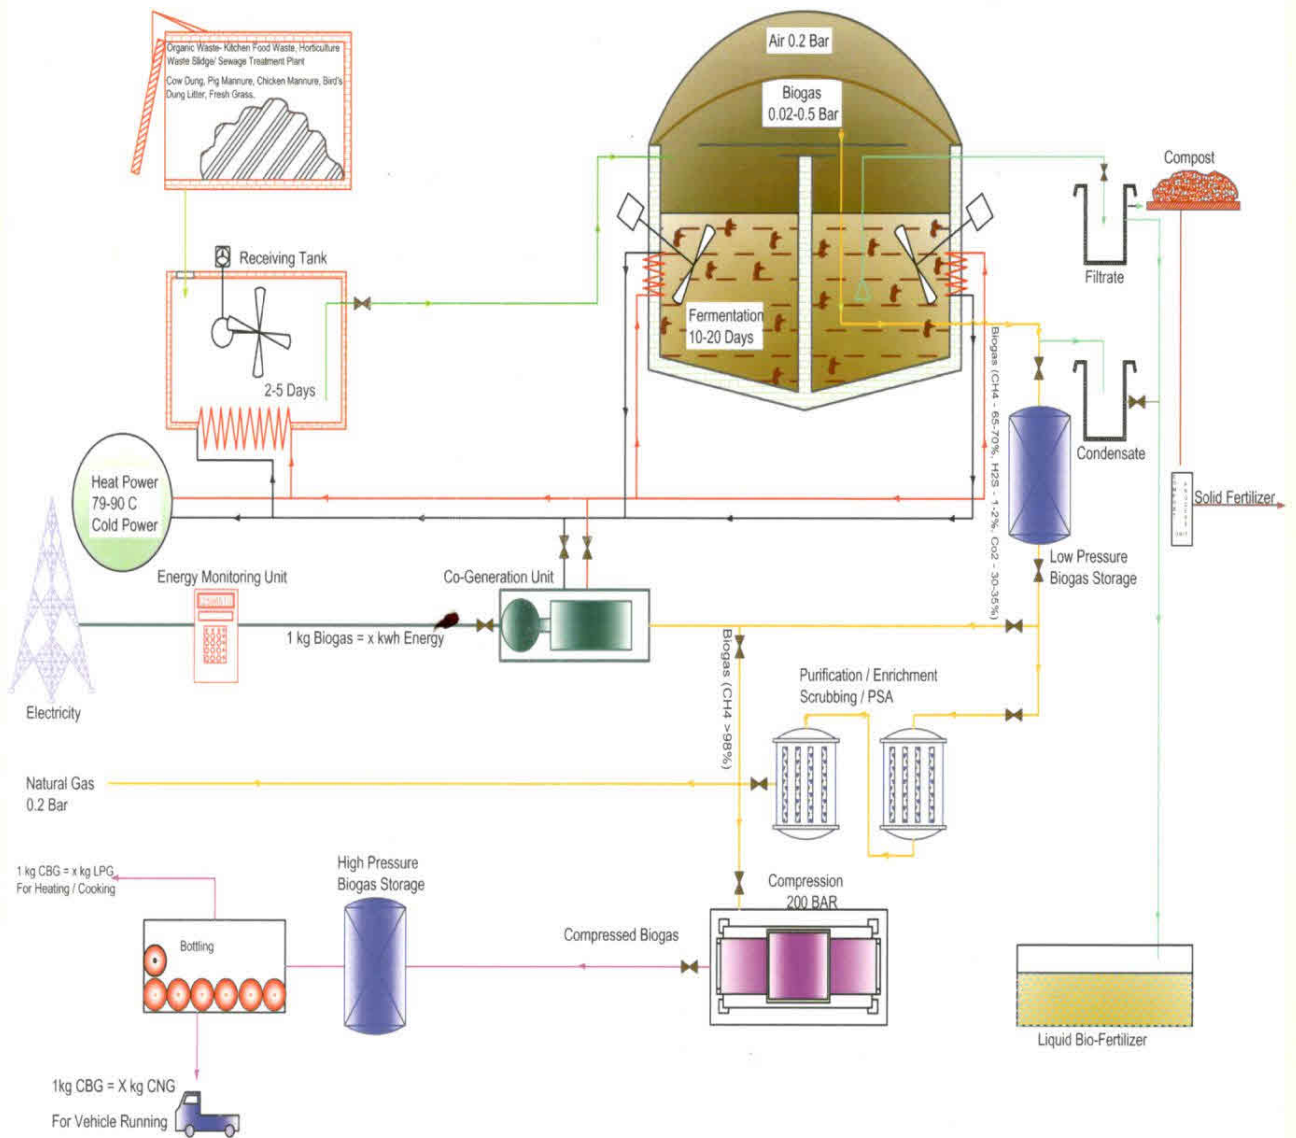 Organic Waste- Kitchen Food Waste, Horticulture
Waste Slidge/ Sewage Treatment Plant
Cow Dung, Pig Mannure, Chicken Mannure, Bird's
Dung Litter, Fresh Grass.
Air 0.2 Bar
Biogas
0.02-0.5 Bar
Compost
Filtrate
Receiving Tank
2-5 Days
Fermentation
10-20 Days
Biogas (CH4 - 65-70%, H2S - 1-2%, Co2 - 30-35%)
Condensate
Heat Power
79-90 C
Cold Power
Solid Fertilizer
Low Pressure
Biogas Storage
Energy Monitoring Unit
Co-Generation Unit
1 kg Biogas = x kwh Energy
Electricity
Biogas (CH4 >98%)
Purification / Enrichment
Scrubbing / PSA
Natural Gas
0.2 Bar
1 kg CBG = x kg LPG
For Heating / Cooking
High Pressure
Biogas Storage
Compression
200 BAR
Bottling
Compressed Biogas
Liquid Bio-Fertilizer
1kg CBG = X kg CNG
For Vehicle Running